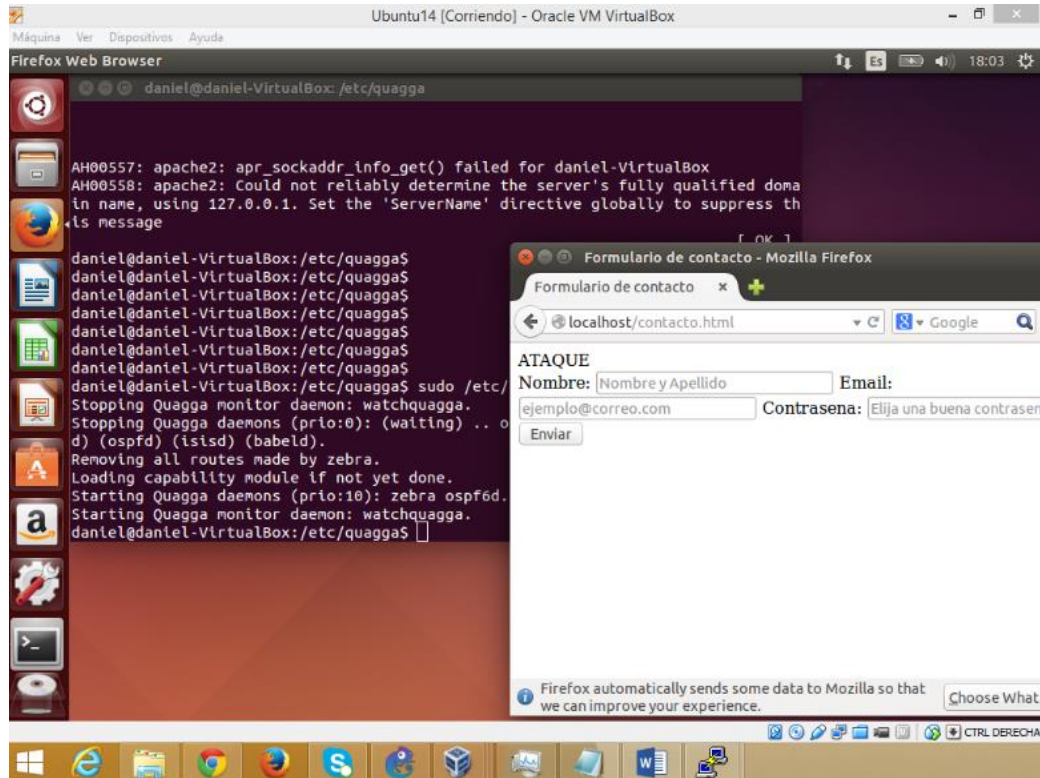 Ubuntu14 [Corriendo] - Oracle VM VirtualBox
Máquina Ver Dispositivos Ayuda
Firefox Web Browser
Es
18:03
daniel@daniel-VirtualBox: /etc/quagga
AH00557: apache2: apr_sockaddr_info_get() failed for daniel-VirtualBox
AH00558: apache2: Could not reliably determine the server's fully qualified doma
in name, using 127.0.0.1. Set the 'ServerName' directive globally to suppress th
is message
[ OK ]
daniel@daniel-VirtualBox:/etc/quagga$
daniel@daniel-VirtualBox:/etc/quagga$
daniel@daniel-VirtualBox:/etc/quagga$
daniel@daniel-VirtualBox:/etc/quagga$
daniel@daniel-VirtualBox:/etc/quagga$
daniel@daniel-VirtualBox:/etc/quagga$
daniel@daniel-VirtualBox:/etc/quagga$
daniel@daniel-VirtualBox:/etc/quagga$ sudo /etc/
Stopping Quagga monitor daemon: watchquagga.
Stopping Quagga daemons (prio:0): (waiting) .. o
d) (ospfd) (isisd) (babeld).
Removing all routes made by zebra.
Loading capability module if not yet done.
Starting Quagga daemons (prio:10): zebra ospf6d.
Starting Quagga monitor daemon: watchquagga.
daniel@daniel-VirtualBox:/etc/quagga$
Formulario de contacto - Mozilla Firefox
Formulario de contacto
localhost/contacto.html
Google
ATAQUE
Nombre: Nombre y Apellido Email:
ejemplo@correo.com Contrasena: Elija una buena contrasen
Enviar
Firefox automatically sends some data to Mozilla so that
we can improve your experience.
Choose What
CTRL DERECHA